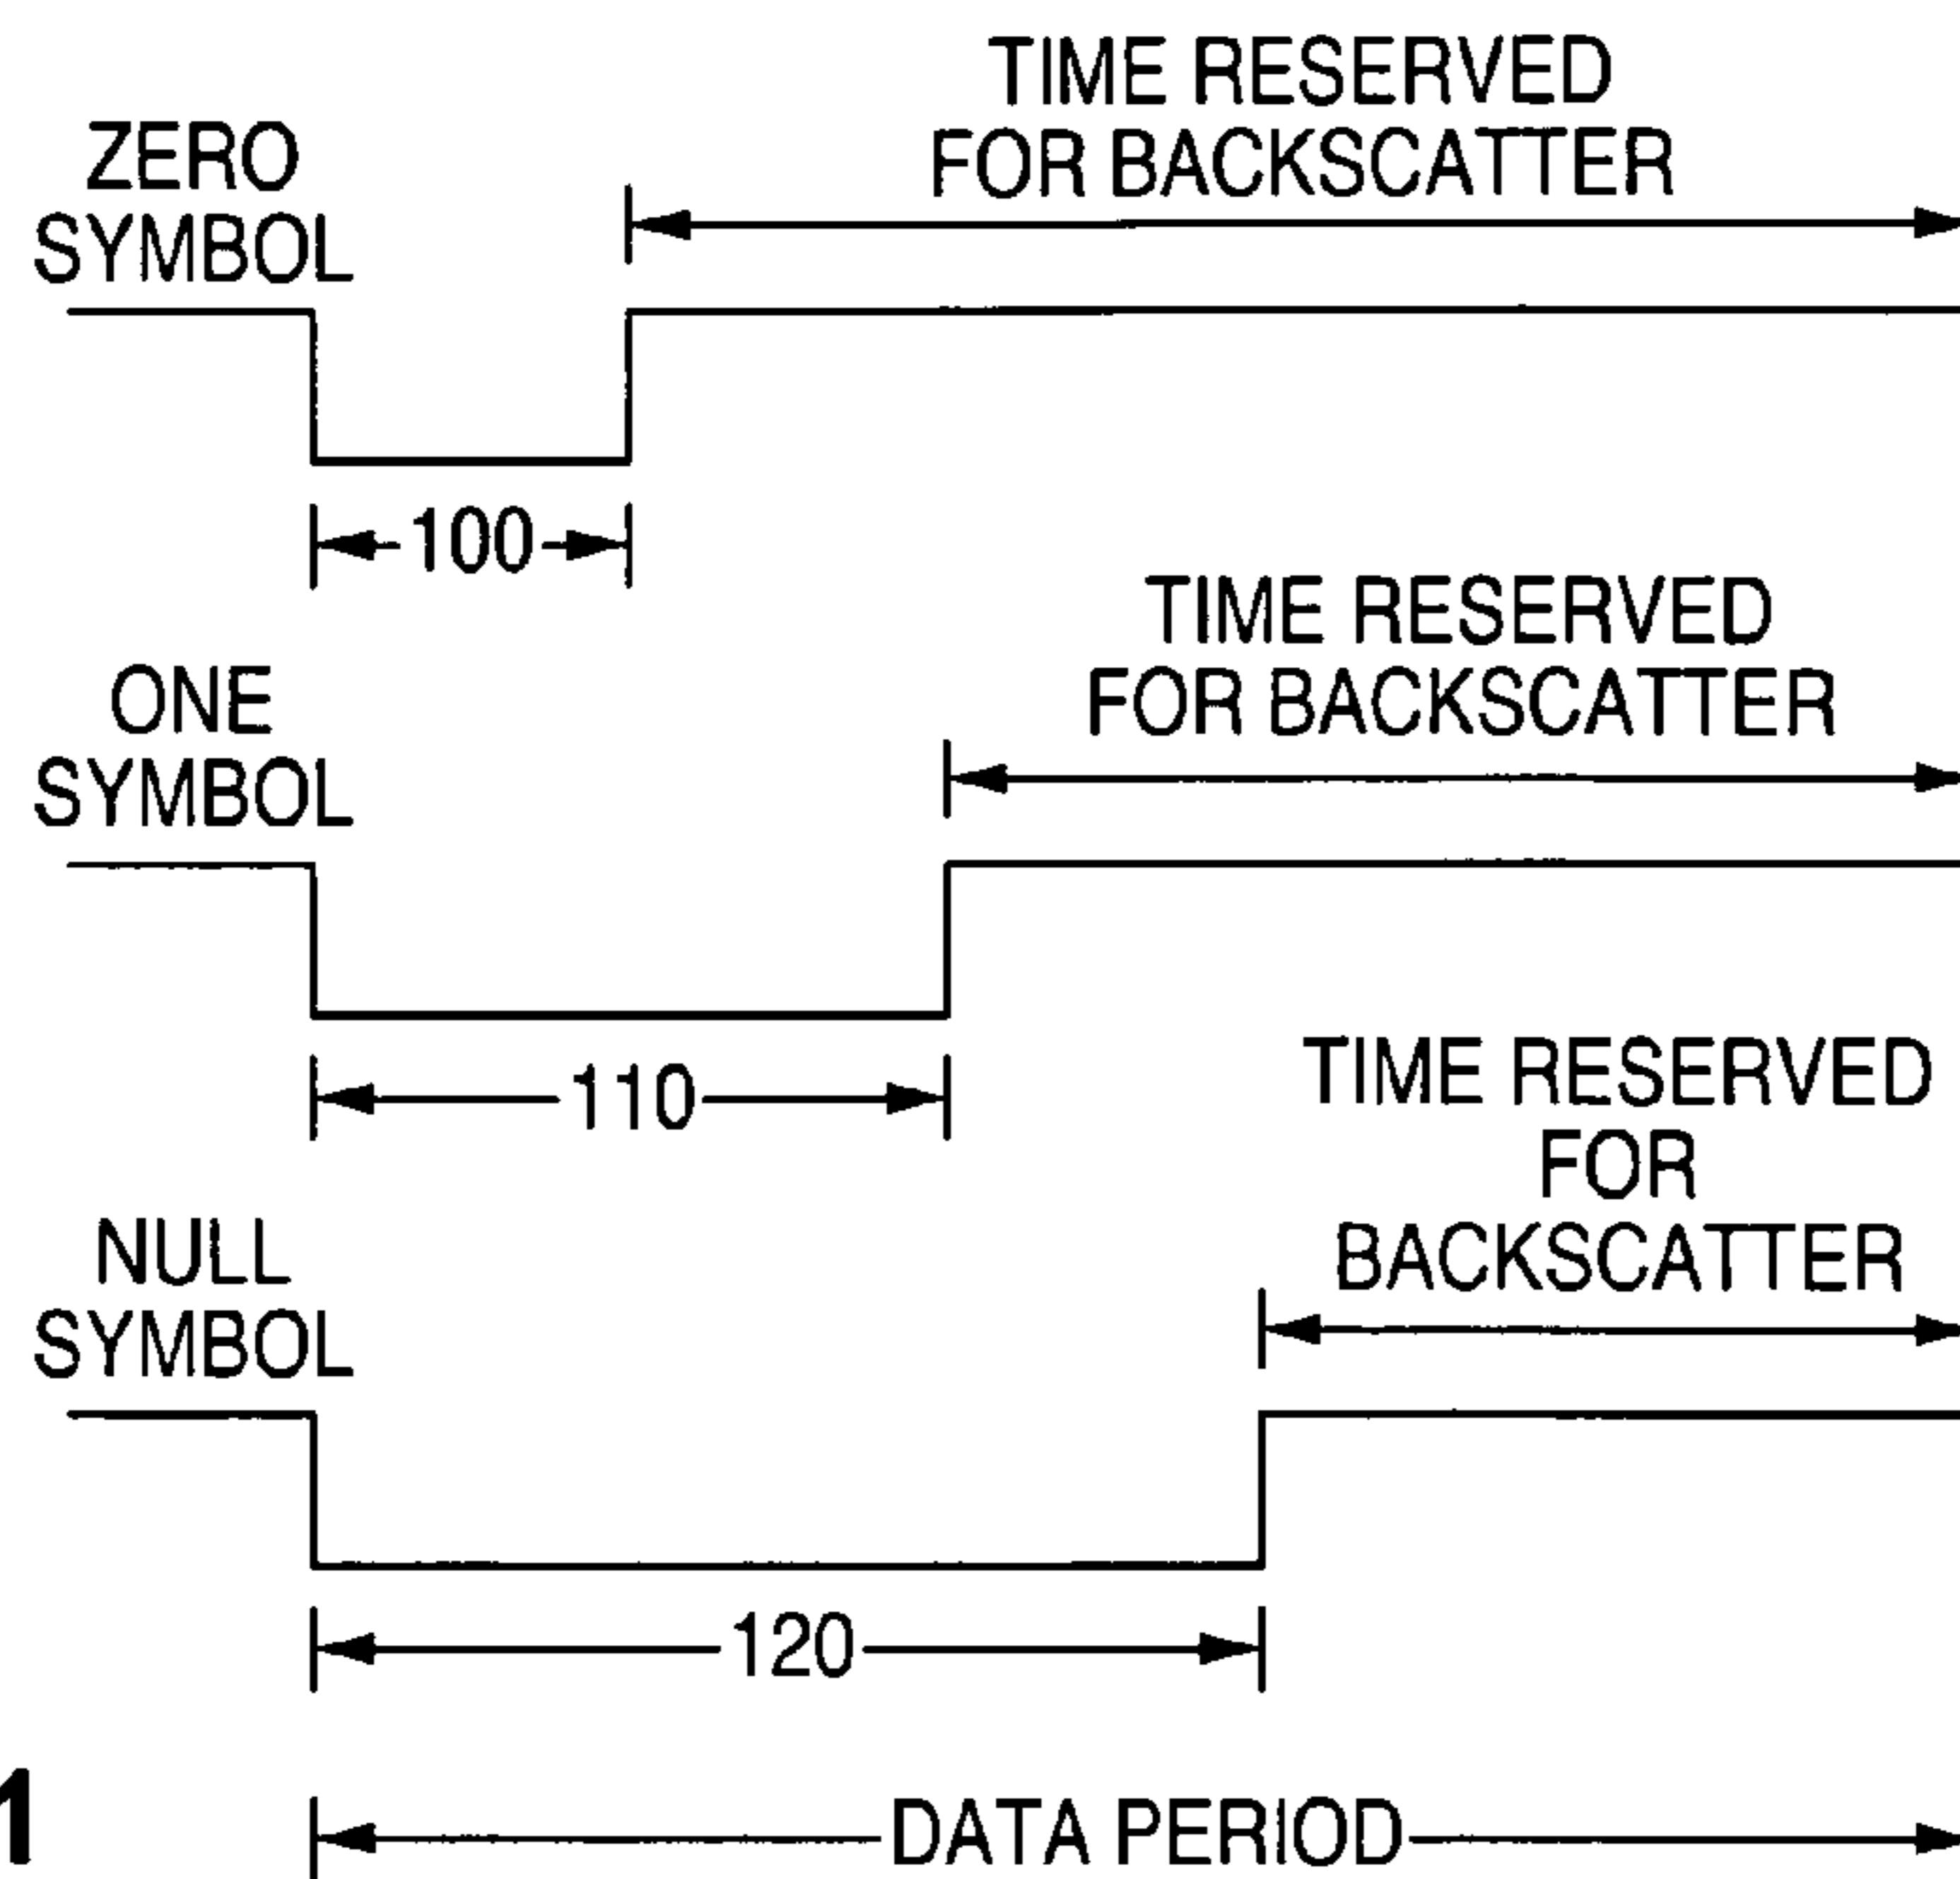 TIME RESERVED
FOR BACKSCATTER
ZERO
SYMBOL
100
TIME RESERVED
FOR BACKSCATTER
ONE
SYMBOL
110
TIME RESERVED
FOR
BACKSCATTER
NULL
SYMBOL
120
1
DATA PERIOD